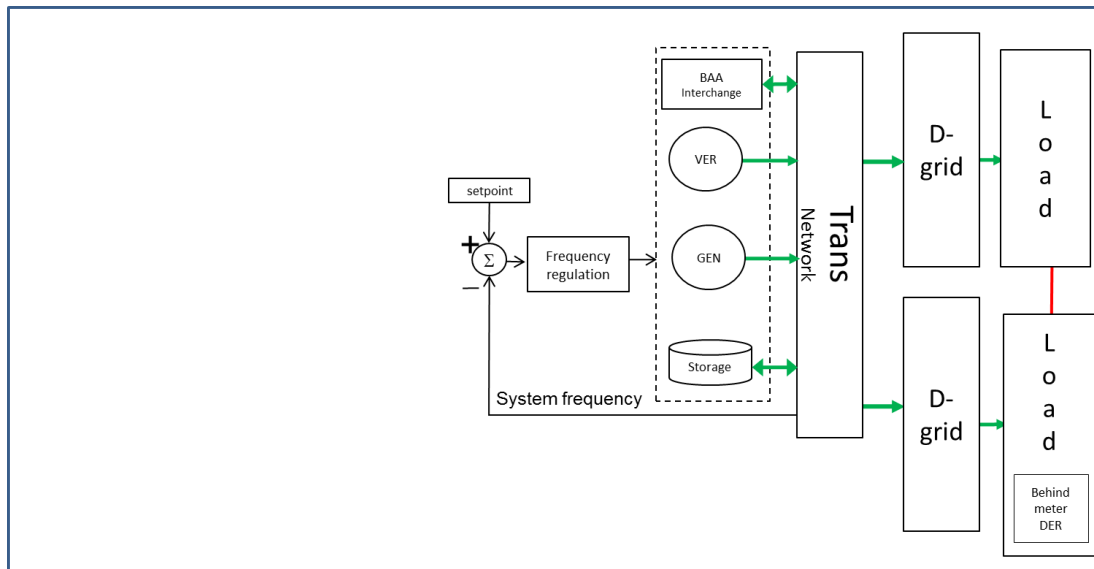 BAA
Interchange
VER
GEN
Storage
setpoint
+
Σ
−
Frequency
regulation
System frequency
Trans
Network
D-
grid
L
o
a
d
D-
grid
L
o
a
d
Behind
meter
DER